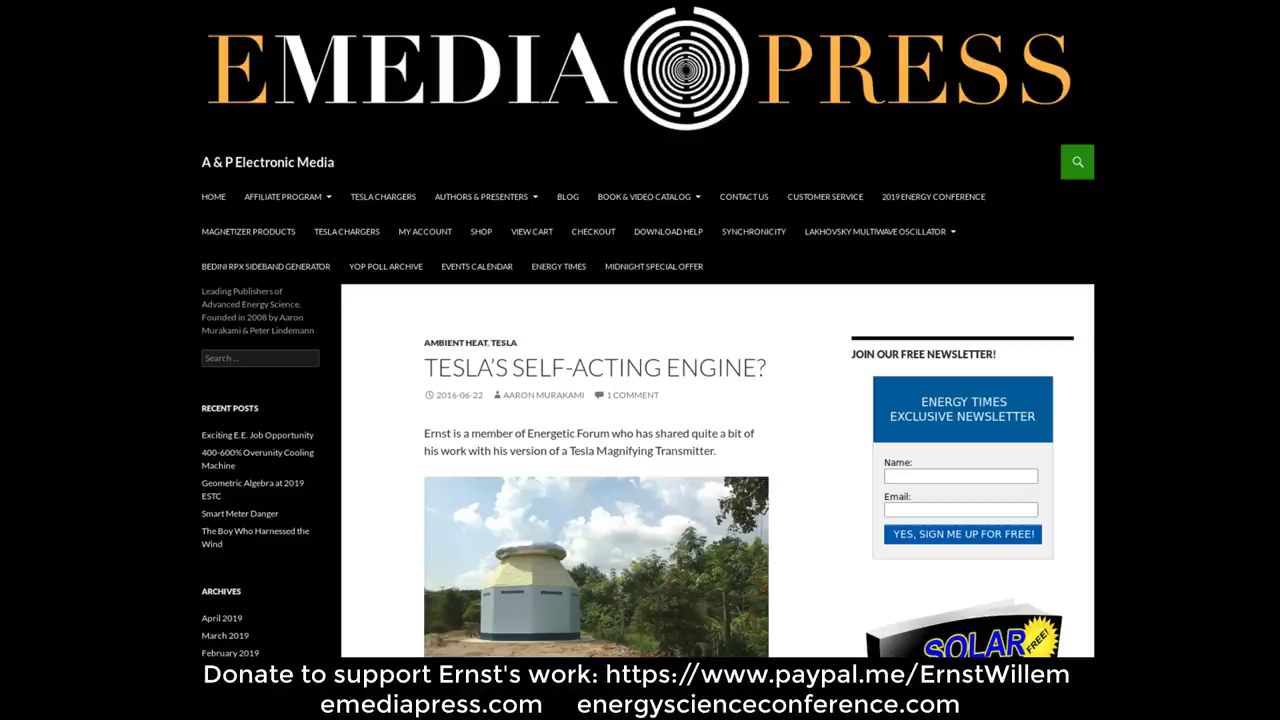 EMEDIA PRESS
A & P Electronic Media
HOME AFFILIATE PROGRAM TESLA CHARGERS AUTHORS & PRESENTERS BLOG BOOK & VIDEO CATALOG CONTACT US CUSTOMER SERVICE 2019 ENERGY CONFERENCE
MAGNETIZER PRODUCTS TESLA CHARGERS MY ACCOUNT SHOP VIEW CART CHECKOUT DOWNLOAD HELP SYNCHRONICITY LAKHOVSKY MULTIWAVE OSCILLATOR
BEDINI RPX SIDEBAND GENERATOR YOP POLL ARCHIVE EVENTS CALENDAR ENERGY TIMES MIDNIGHT SPECIAL OFFER
Leading Publishers of
Advanced Energy Science.
Founded in 2008 by Aaron
Murakami & Peter Lindemann
Search ...
RECENT POSTS
Exciting E.E. Job Opportunity
400-600% Overunity Cooling
Machine
Geometric Algebra at 2019
ESTC
Smart Meter Danger
The Boy Who Harnessed the
Wind
ARCHIVES
April 2019
March 2019
February 2019
AMBIENT HEAT, TESLA
TESLA'S SELF-ACTING ENGINE?
2016-06-22 AARON MURAKAMI 1 COMMENT
Ernst is a member of Energetic Forum who has shared quite a bit of
his work with his version of a Tesla Magnifying Transmitter.
JOIN OUR FREE NEWSLETTER!
ENERGY TIMES
EXCLUSIVE NEWSLETTER
Name:
Email:
YES, SIGN ME UP FOR FREE!
SOLAR
FREE!
Donate to support Ernst's work: https://www.paypal.me/ErnstWillem
emediapress.com energyscienceconference.com